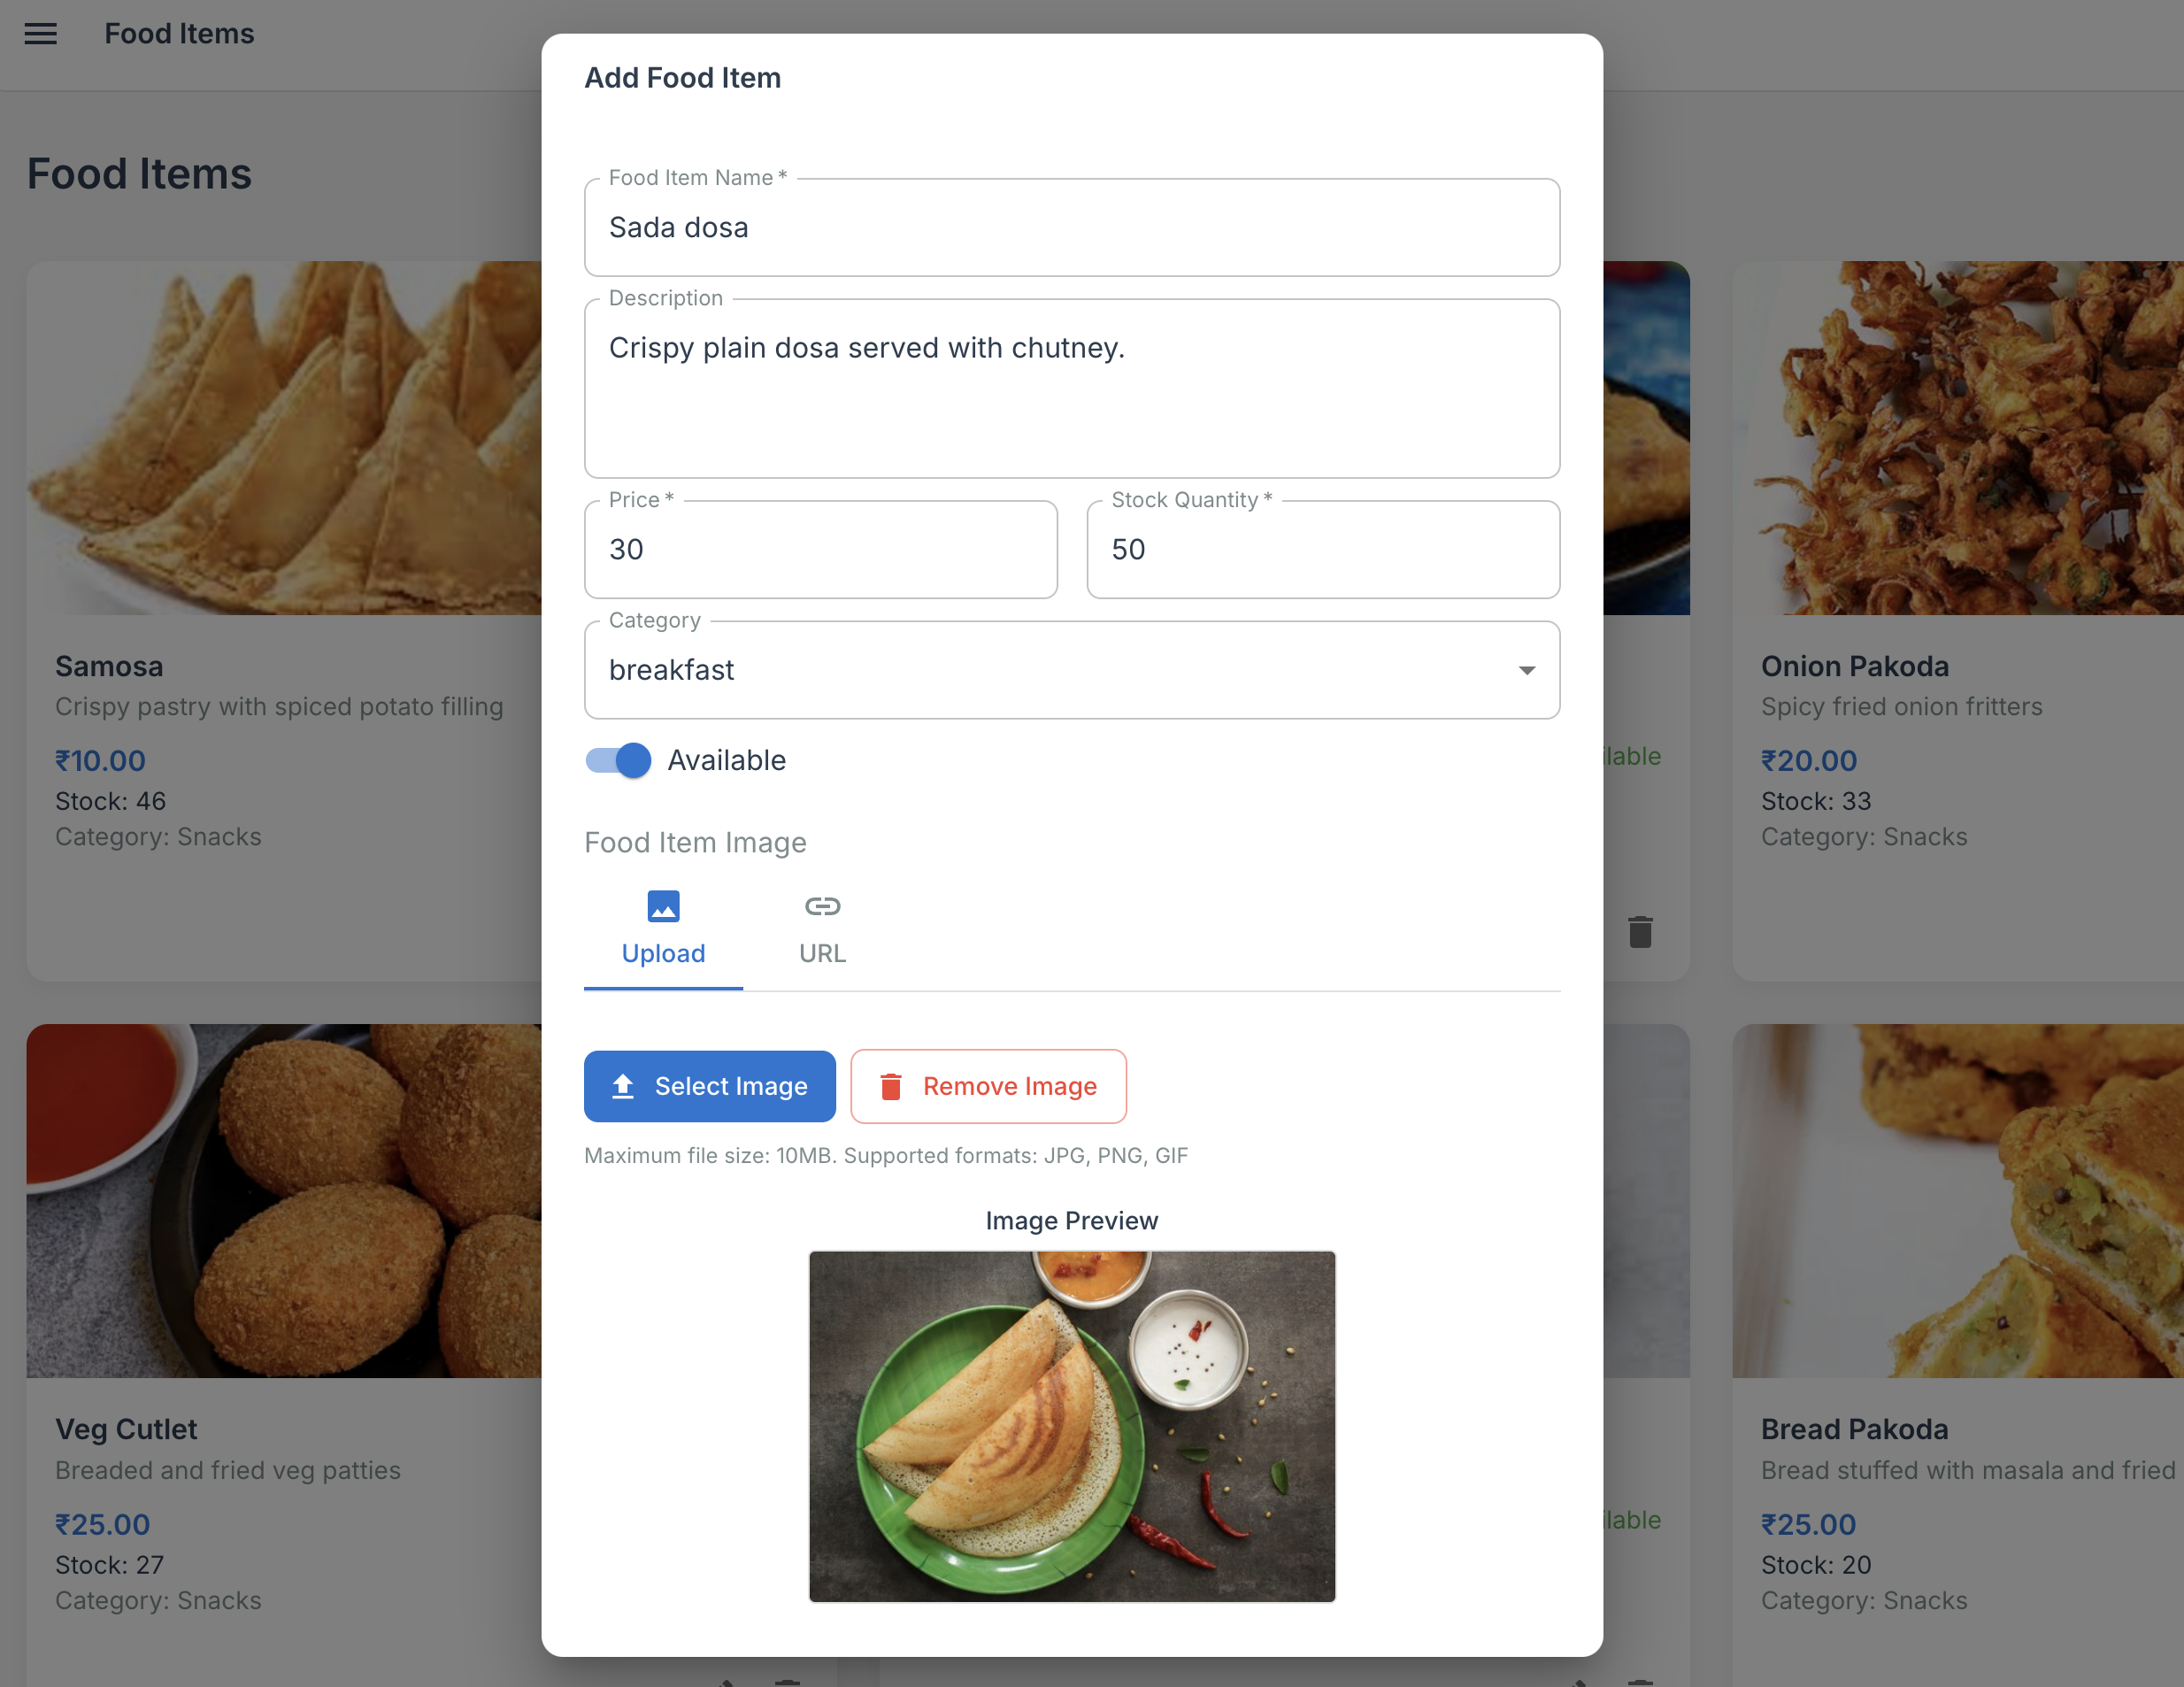 Food Items
Food Items
Samosa
Crispy pastry with spiced potato filling
₹10.00
Stock: 46
Category: Snacks
Veg Cutlet
Breaded and fried veg patties
₹25.00
Stock: 27
Category: Snacks
Add Food Item
Food Item Name *
Sada dosa
Description
Crispy plain dosa served with chutney.
Price *
30
Stock Quantity *
50
Category
breakfast
Available
Food Item Image
Upload
URL
Select Image
Remove Image
Maximum file size: 10MB. Supported formats: JPG, PNG, GIF
Image Preview
Onion Pakoda
Spicy fried onion fritters
₹20.00
Stock: 33
Category: Snacks
Bread Pakoda
Bread stuffed with masala and fried
₹25.00
Stock: 20
Category: Snacks